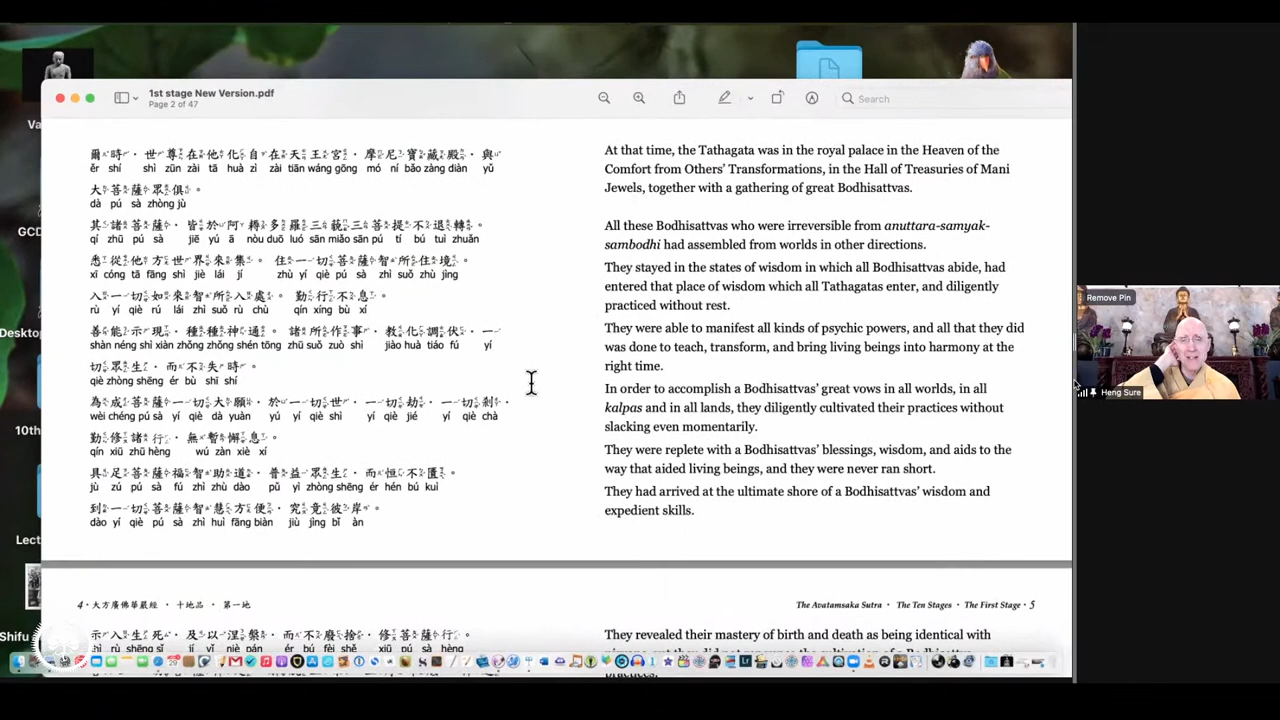 1st stage New Version.pdf
Page 2 of 47
Search
爾時·世尊在他化自在天王宮·摩尼寶藏殿·與
ěr shí shì zūn zài tā huà zì zài tiān wáng gōng mó ní bǎo zàng diàn yǔ
大菩薩眾俱。
dà pú sà zhòng jù
其諸菩薩·皆於阿耨多羅三藐三菩提不退轉。
qí zhū pú sà jiē yú ā nòu duō luó sān miǎo sān pú tí bú tuì zhuǎn
悉從他方世界來集。住一切菩薩智所住境。
xī cóng tā fāng shì jiè lái jí zhù yí qiè pú sà zhì suǒ zhù jìng
入一切如來智所入處。勤行不息。
rù yí qiè rú lái zhì suǒ rù chù qín xíng bù xí
善能示現·種種神通。諸所作事·教化調伏·一
shàn néng shì xiàn zhǒng zhǒng shén tōng zhū suǒ zuò shì jiào huà tiáo fú yí
切眾生·而不失時。
qiè zhòng shēng ér bù shī shí
為成菩薩一切大願·於一切世·一切劫·一切剎·
wèi chéng pú sà yí qiè dà yuàn yú yí qiè shì yí qiè jié yí qiè chà
勤修諸行·無暫懈息。
qín xiū zhū hèng wú zàn xiè xí
具足菩薩福智助道·普益眾生·而恒不匱。
jù zú pú sà fú zhì zhù dào pǔ yì zhòng shēng ér hén bú kuì
到一切菩薩智慧方便·究竟彼岸。
dào yí qiè pú sà zhì huì fāng biàn jiù jìng bǐ àn
At that time, the Tathagata was in the royal palace in the Heaven of the
Comfort from Others' Transformations, in the Hall of Treasures of Mani
Jewels, together with a gathering of great Bodhisattvas.
All these Bodhisattvas who were irreversible from anuttara-samyak-
sambodhi had assembled from worlds in other directions.
They stayed in the states of wisdom in which all Bodhisattvas abide, had
entered that place of wisdom which all Tathagatas enter, and diligently
practiced without rest.
They were able to manifest all kinds of psychic powers, and all that they did
was done to teach, transform, and bring living beings into harmony at the
right time.
In order to accomplish a Bodhisattvas' great vows in all worlds, in all
kalpas and in all lands, they diligently cultivated their practices without
slacking even momentarily.
They were replete with a Bodhisattvas' blessings, wisdom, and aids to the
way that aided living beings, and they were never ran short.
They had arrived at the ultimate shore of a Bodhisattvas' wisdom and
expedient skills.
4·大方廣佛華嚴經·十地品·第一地
The Avatamsaka Sutra · The Ten Stages · The First Stage · 5
示入生死·及以涅槃·而不廢捨·修菩薩行。
They revealed their mastery of birth and death as being identical with
Va
GCD
Desktop
10th
Lect
Shifu
Remove Pin
Heng Sure